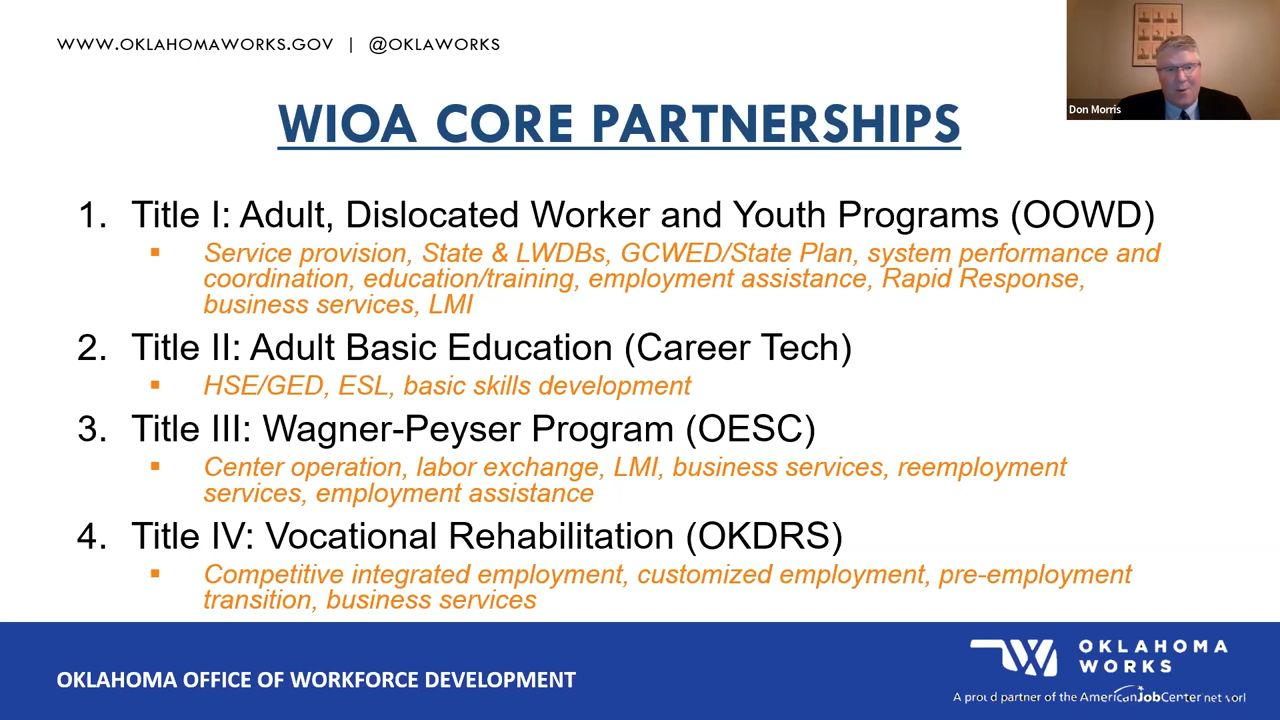 WWW.OKLAHOMAWORKS.GOV | @OKLAWORKS
Don Morris
WIOA CORE PARTNERSHIPS
1. Title I: Adult, Dislocated Worker and Youth Programs (OOWD)
▪ Service provision, State & LWDBs, GCWED/State Plan, system performance and
coordination, education/training, employment assistance, Rapid Response,
business services, LMI
2. Title II: Adult Basic Education (Career Tech)
▪ HSE/GED, ESL, basic skills development
3. Title III: Wagner-Peyser Program (OESC)
▪ Center operation, labor exchange, LMI, business services, reemployment
services, employment assistance
4. Title IV: Vocational Rehabilitation (OKDRS)
▪ Competitive integrated employment, customized employment, pre-employment
transition, business services
OKLAHOMA OFFICE OF WORKFORCE DEVELOPMENT
OKLAHOMA
WORKS
A proud partner of the AmericanJobCenter network